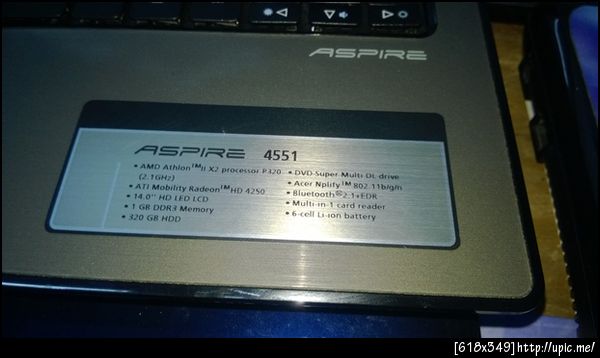 ASPIRE
ASPIRE 4551
• AMD Athlon™II X2 processor P320
(2.1GHz)
• ATI Mobility Radeon™HD 4250
• 14.0" HD LED LCD
• 1 GB DDR3 Memory
• 320 GB HDD
• DVD-Super Multi DL drive
• Acer Nplify™ 802.11b/g/n
• Bluetooth® 2.1+EDR
• Multi-in-1 card reader
• 6-cell Li-ion battery
[618x349]http://upic.me/